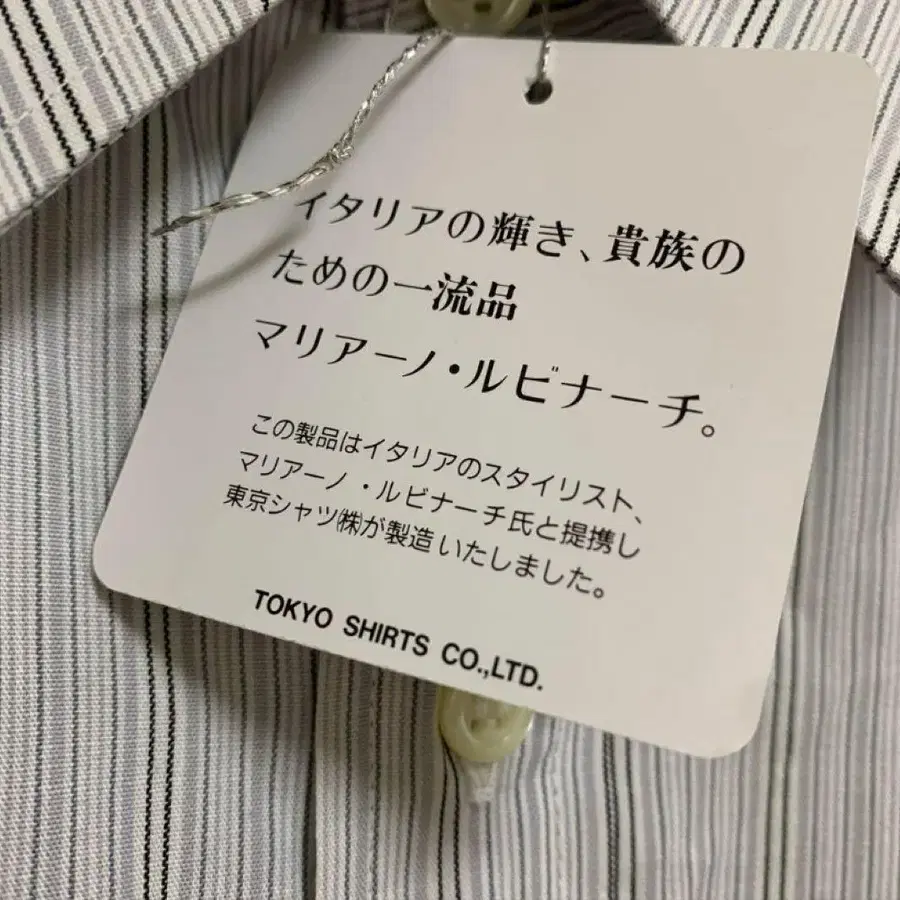 イタリアの輝き、貴族の
ための一流品
マリアーノ・ルビナーチ。
この製品はイタリアのスタイリスト、
マリアーノ・ルビナーチ氏と提携し
東京シャツ㈱が製造いたしました。
TOKYO SHIRTS CO.,LTD.